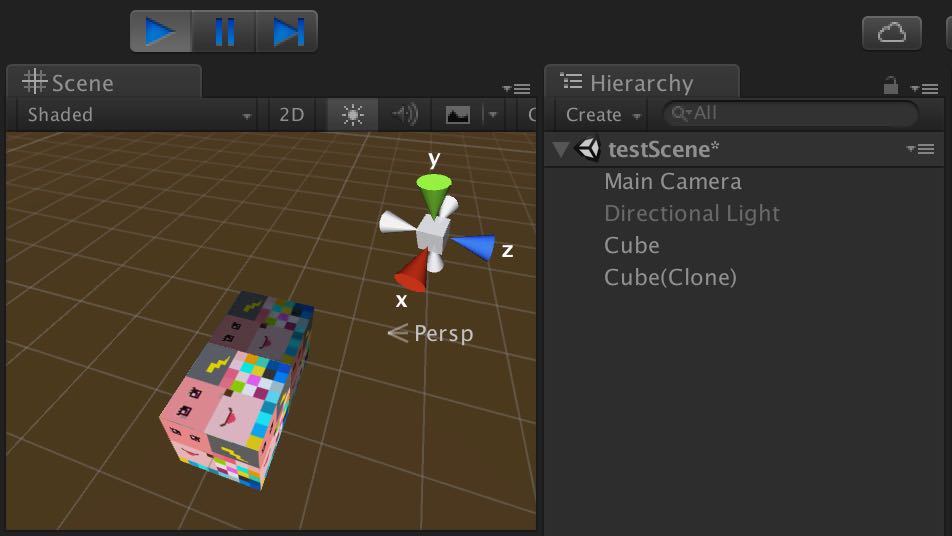 Scene
Hierarchy
Shaded
2D
Create
All
testScene*
Main Camera
Directional Light
Cube
Cube(Clone)
y
z
x
Persp